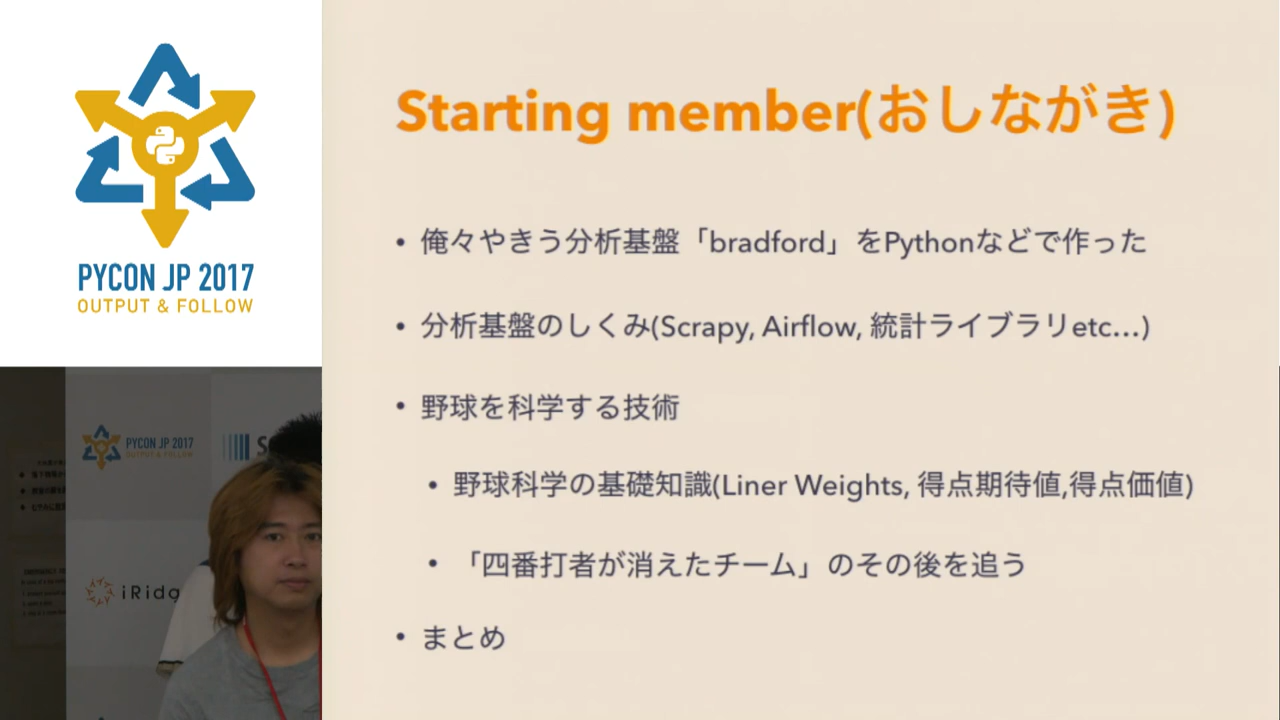 PYCON JP 2017
OUTPUT & FOLLOW
Starting member(おしながき)
• 俺々やきう分析基盤「bradford」をPythonなどで作った
• 分析基盤のしくみ(Scrapy, Airflow, 統計ライブラリetc...)
• 野球を科学する技術
• 野球科学の基礎知識(Liner Weights, 得点期待値,得点価値)
• 「四番打者が消えたチーム」のその後を追う
• まとめ
PYCON JP 2017
OUTPUT & FOLLOW
iRidg